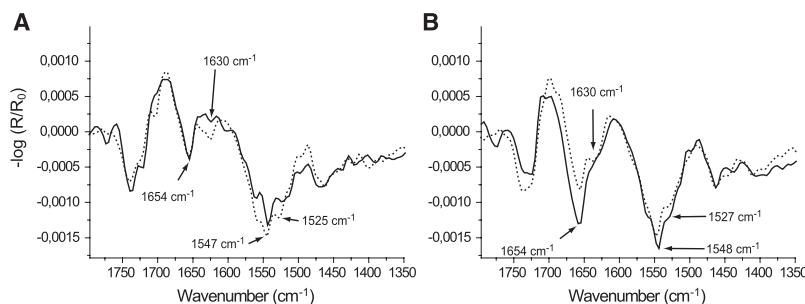 A
B
-log (R/R0)
0,0010
0,0005
0,0000
-0,0005
-0,0010
-0,0015
1630 cm-1
1654 cm-1
1547 cm-1
1525 cm-1
1750 1700 1650 1600 1550 1500 1450 1400 1350
Wavenumber (cm-1)
0,0010
0,0005
0,0000
-0,0005
-0,0010
-0,0015
1630 cm-1
1654 cm-1
1527 cm-1
1548 cm-1
1750 1700 1650 1600 1550 1500 1450 1400 1350
Wavenumber (cm-1)